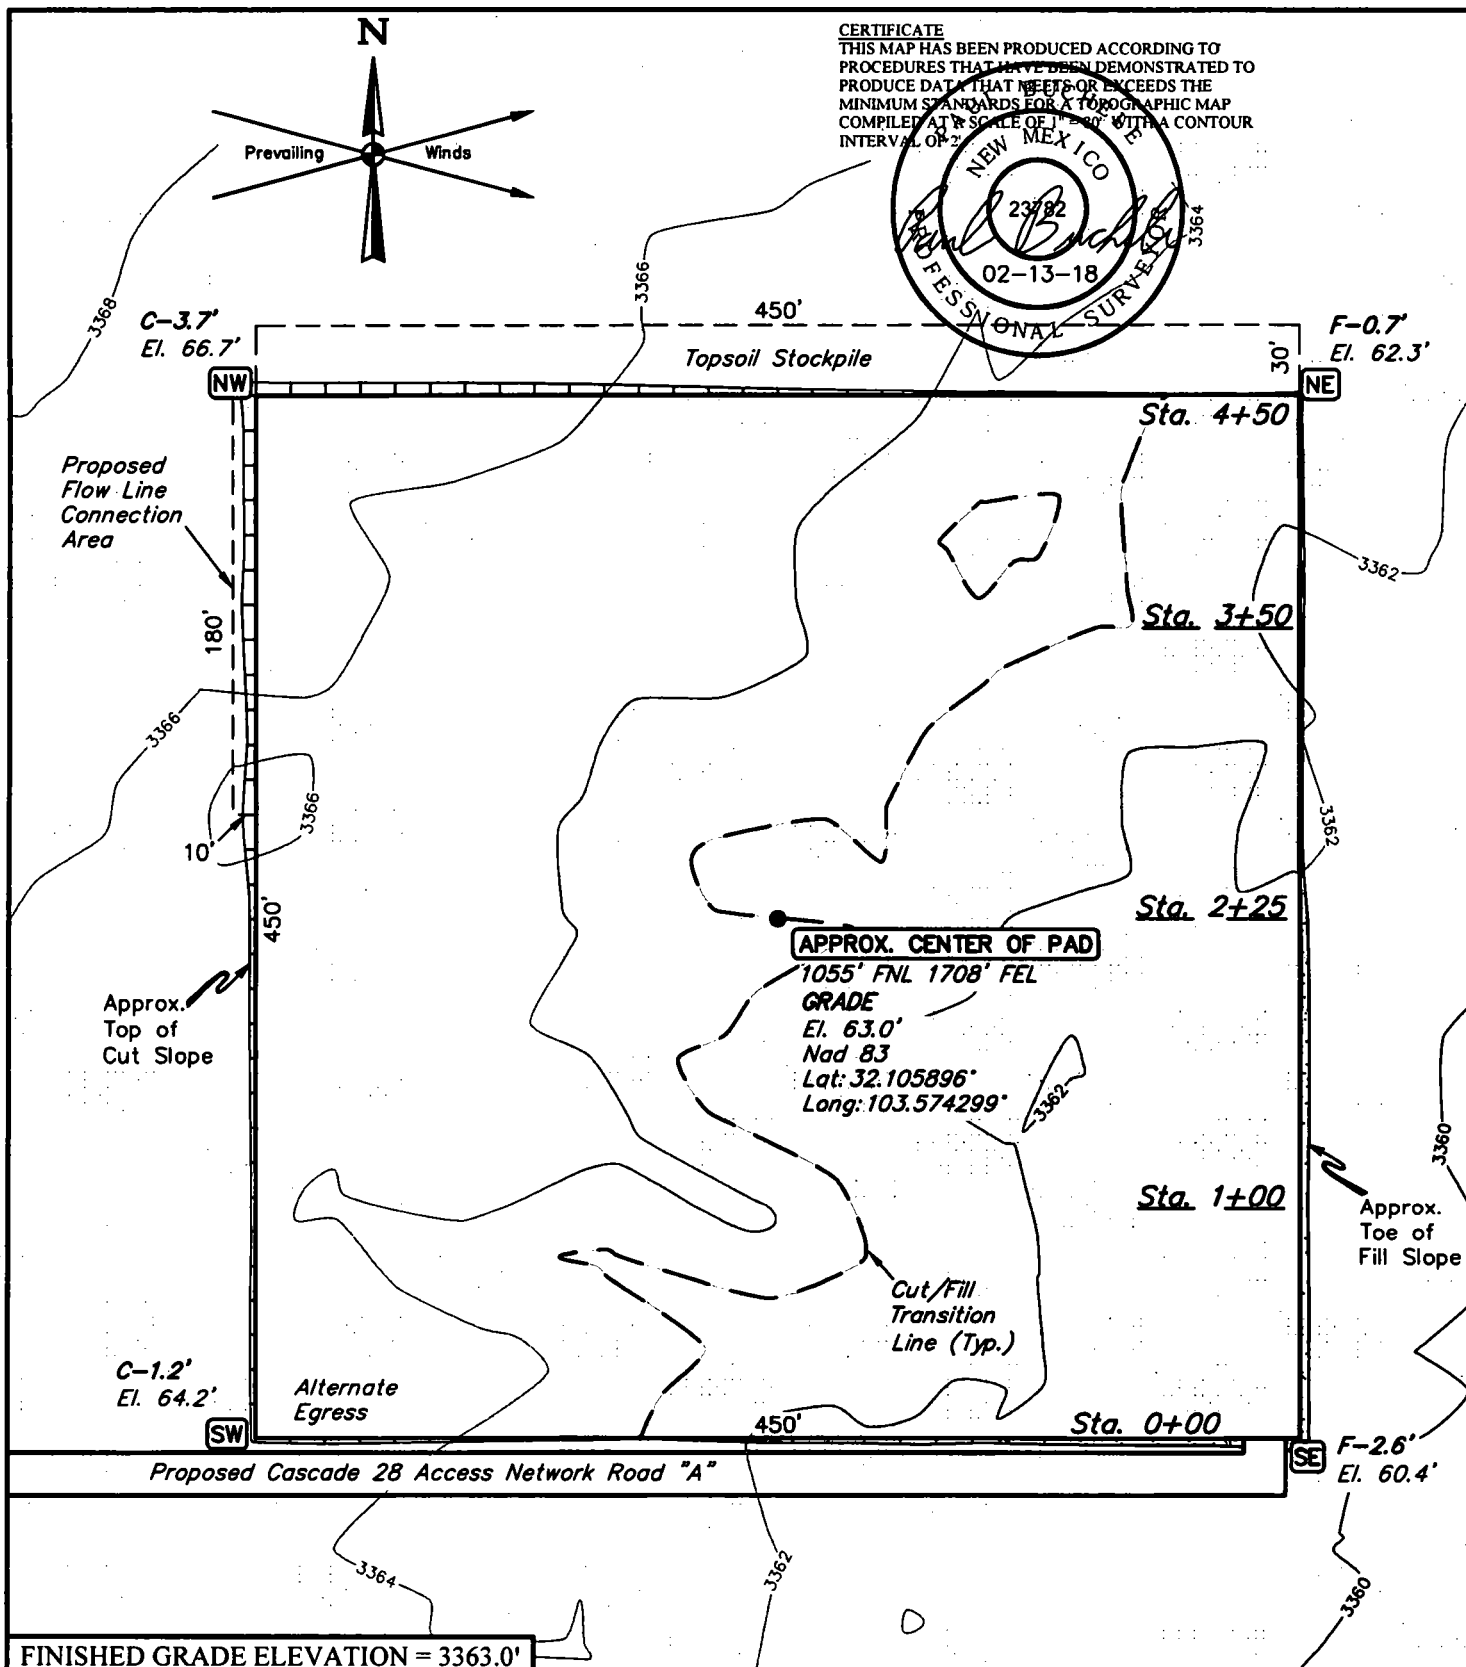 N
Prevailing Winds
CERTIFICATE
THIS MAP HAS BEEN PRODUCED ACCORDING TO
PROCEDURES THAT HAVE BEEN DEMONSTRATED TO
PRODUCE DATA THAT MEETS OR EXCEEDS THE
MINIMUM STANDARDS FOR A TOPOGRAPHIC MAP
COMPILED AT A SCALE OF 1" = 80' WITH A CONTOUR
INTERVAL OF 2'
PAUL BUCHELE
NEW MEXICO
23782
02-13-18
PROFESSIONAL SURVEYOR
3364
3368
3366
C-3.7'
El. 66.7'
450'
Topsoil Stockpile
30'
F-0.7'
El. 62.3'
NW
NE
Sta. 4+50
Proposed
Flow Line
Connection
Area
3362
180'
Sta. 3+50
3366
3366
3362
10'
450'
Sta. 2+25
APPROX. CENTER OF PAD
1055' FNL 1708' FEL
GRADE
El. 63.0'
Nad 83
Lat: 32.105896°
Long: 103.574299°
Approx.
Top of
Cut Slope
3362
3360
Sta. 1+00
Approx.
Toe of
Fill Slope
Cut/Fill
Transition
Line (Typ.)
C-1.2'
El. 64.2'
Alternate
Egress
SW
450'
Sta. 0+00
SE
F-2.6'
El. 60.4'
Proposed Cascade 28 Access Network Road "A"
3364
3362
3360
FINISHED GRADE ELEVATION = 3363.0'